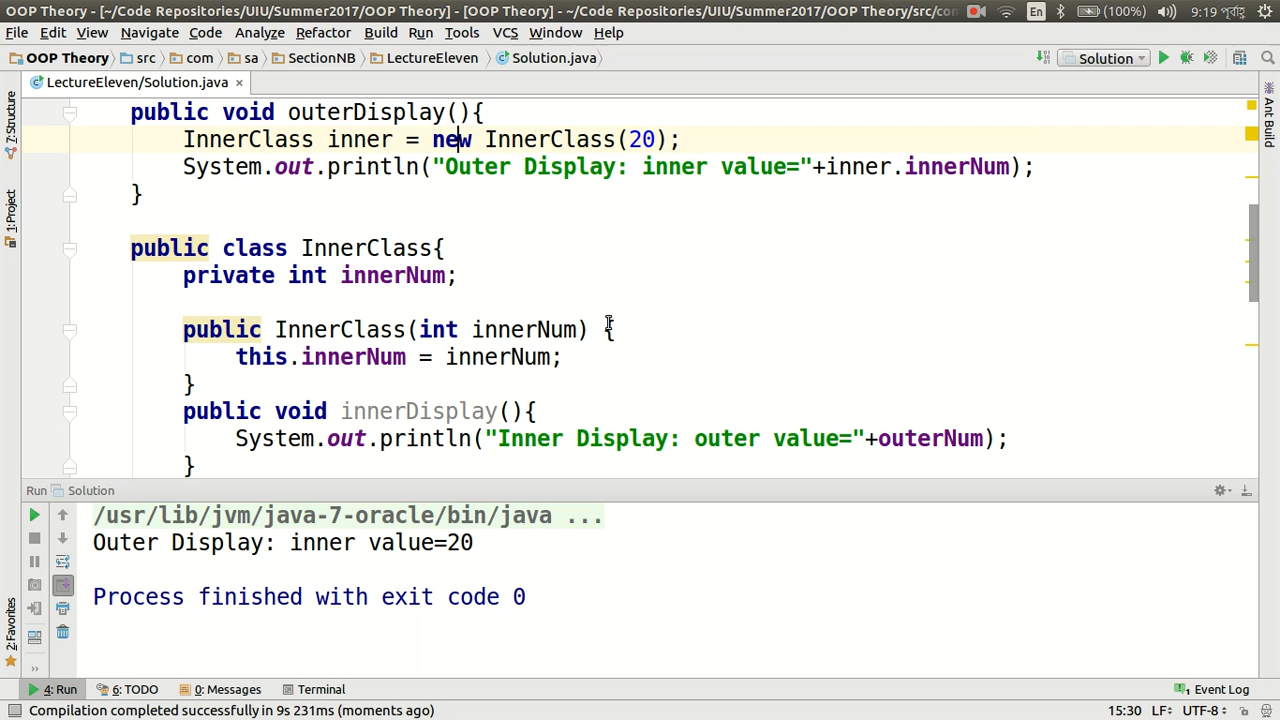 OOP Theory - [~/Code Repositories/UIU/Summer2017/OOP Theory] - [OOP Theory] - ~/Code Repositories/UIU/Summer2017/OOP Theory/src/com
En (100%) 9:19 পূর্বাহ্ণ
File Edit View Navigate Code Analyze Refactor Build Run Tools VCS Window Help
OOP Theory src com sa SectionNB LectureEleven Solution.java Solution
LectureEleven/Solution.java ×
7: Structure
1: Project
2: Favorites
Ant Build
public void outerDisplay(){
InnerClass inner = new InnerClass(20);
System.out.println("Outer Display: inner value="+inner.innerNum);
}
public class InnerClass{
private int innerNum;
public InnerClass(int innerNum) {
this.innerNum = innerNum;
}
public void innerDisplay(){
System.out.println("Inner Display: outer value="+outerNum);
}
Run Solution
/usr/lib/jvm/java-7-oracle/bin/java ...
Outer Display: inner value=20
Process finished with exit code 0
4: Run 6: TODO 0: Messages Terminal 1 Event Log
Compilation completed successfully in 9s 231ms (moments ago) 15:30 LF÷ UTF-8÷